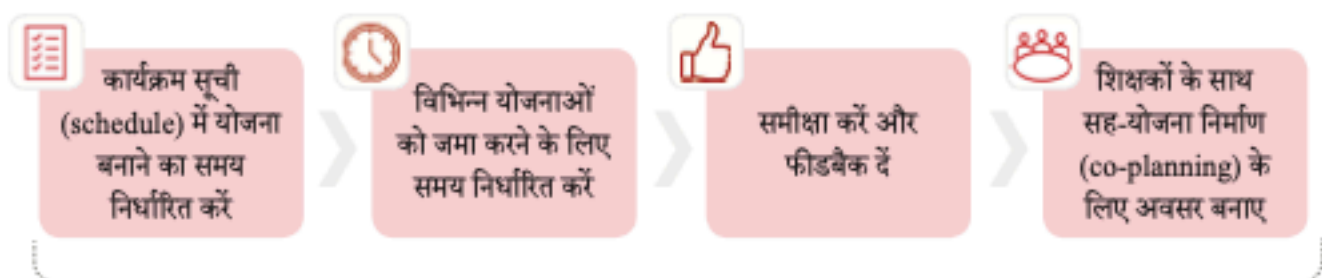 कार्यक्रम सूची
(schedule) में योजना
बनाने का समय
निर्धारित करें
विभिन्न योजनाओं
को जमा करने के लिए
समय निर्धारित करें
समीक्षा करें और
फीडबैक दें
शिक्षकों के साथ
सह-योजना निर्माण
(co-planning) के
लिए अवसर बनाए